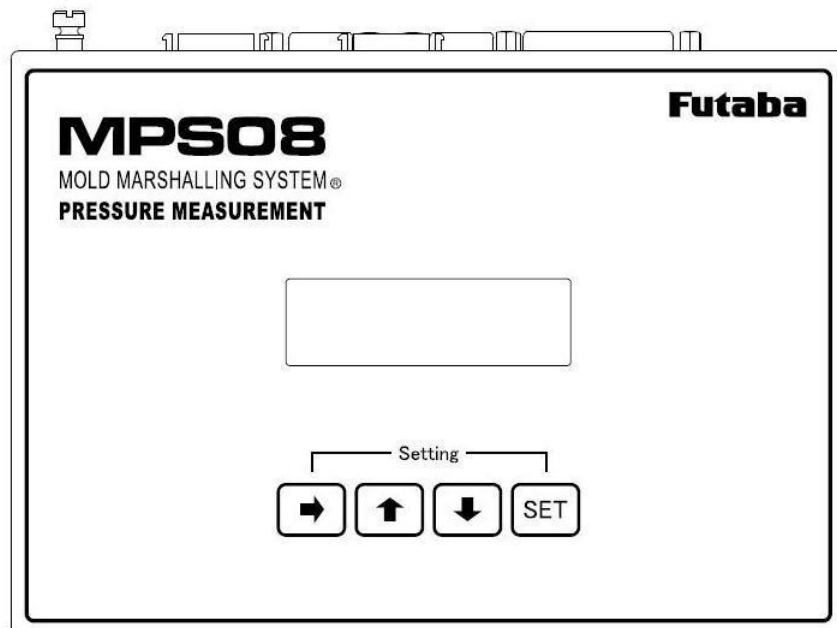 Futaba
MPS08
MOLD MARSHALLING SYSTEM®
PRESSURE MEASUREMENT
Setting
SET